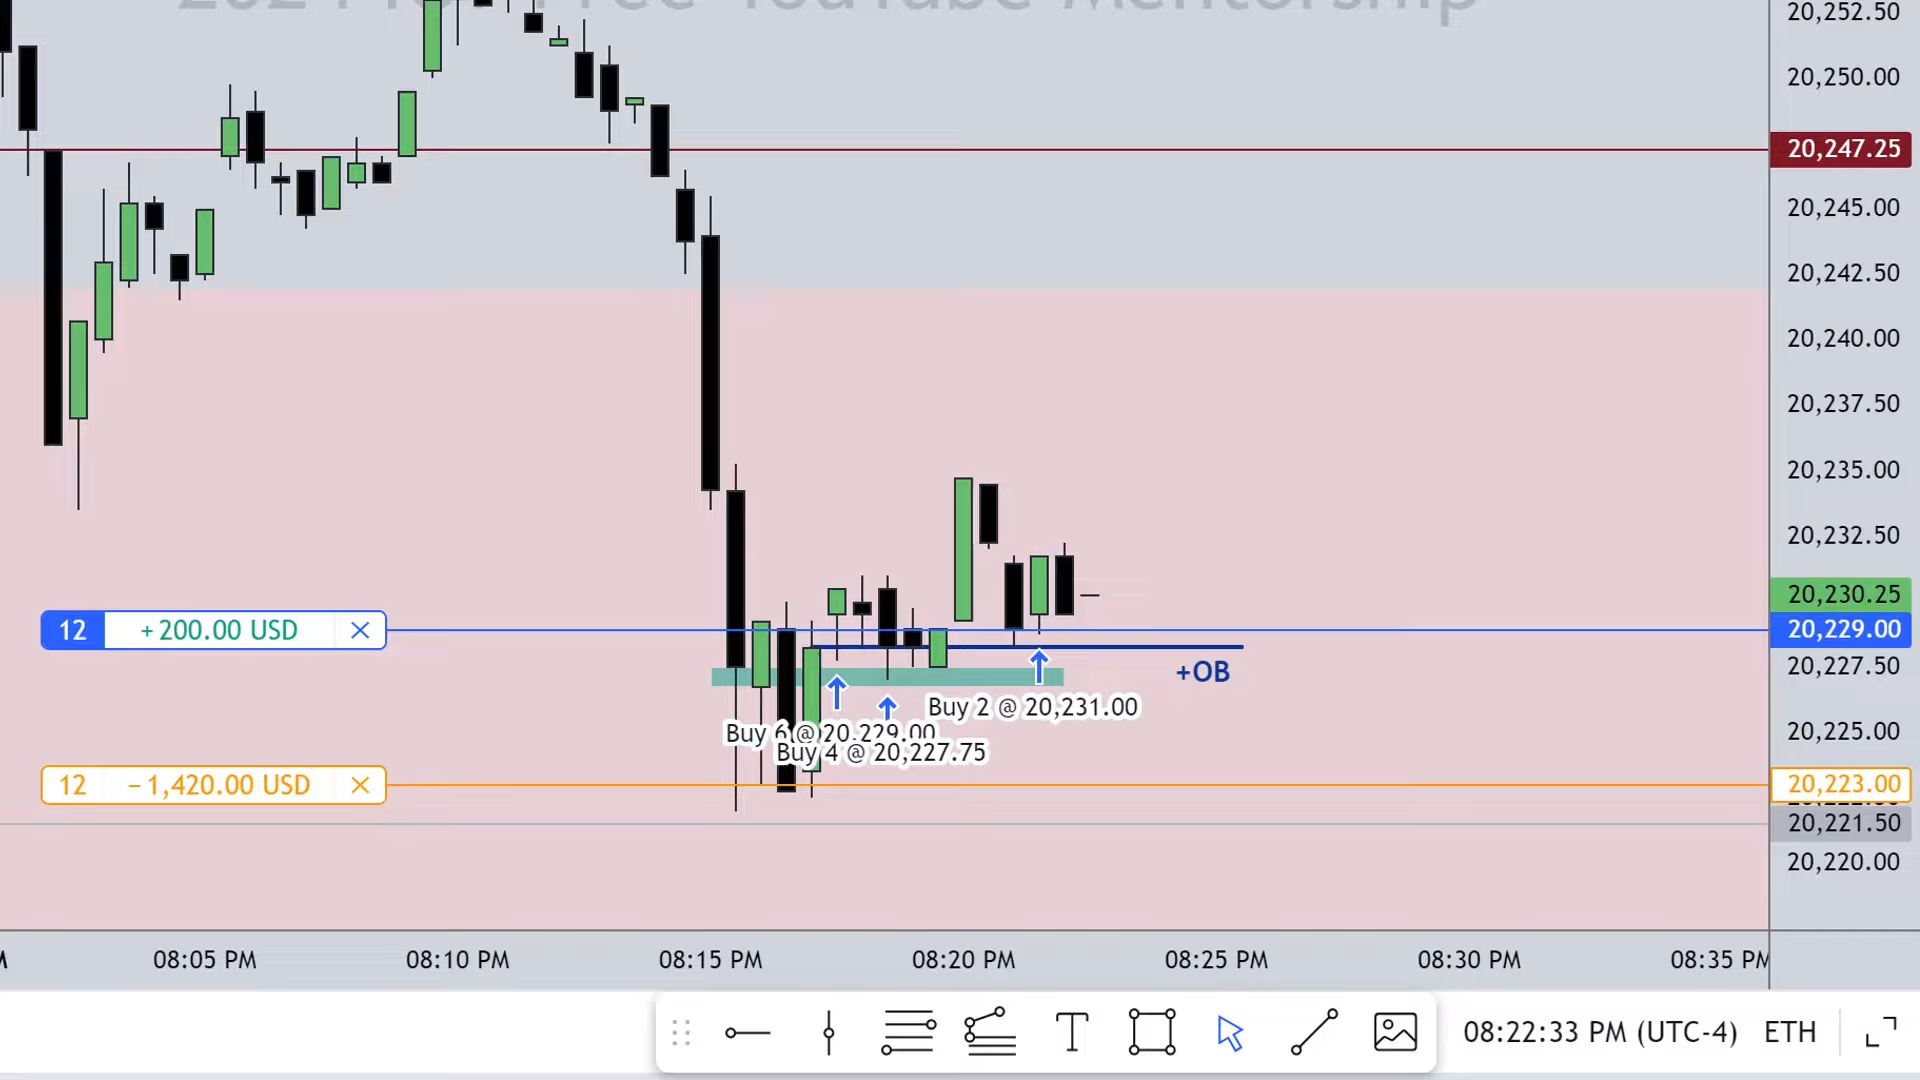 20,252.50
20,250.00
20,247.25
20,245.00
20,242.50
20,240.00
20,237.50
20,235.00
20,232.50
20,230.25
12 +200.00 USD
20,229.00
+OB
20,227.50
Buy 2 @ 20,231.00
Buy 6 @ 20,229.00
20,225.00
Buy 4 @ 20,227.75
12 −1,420.00 USD
20,223.00
20,221.50
20,220.00
08:05 PM 08:10 PM 08:15 PM 08:20 PM 08:25 PM 08:30 PM 08:35 PM
08:22:33 PM (UTC-4) ETH